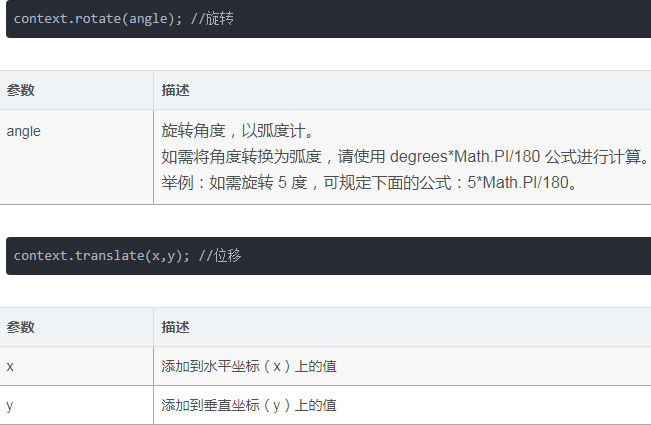 context.rotate(angle); //旋转
参数 描述
angle 旋转角度，以弧度计。
如需将角度转换为弧度，请使用 degrees*Math.PI/180 公式进行计算。
举例：如需旋转 5 度，可规定下面的公式：5*Math.PI/180。
context.translate(x,y); //位移
参数 描述
x 添加到水平坐标（x）上的值
y 添加到垂直坐标（y）上的值